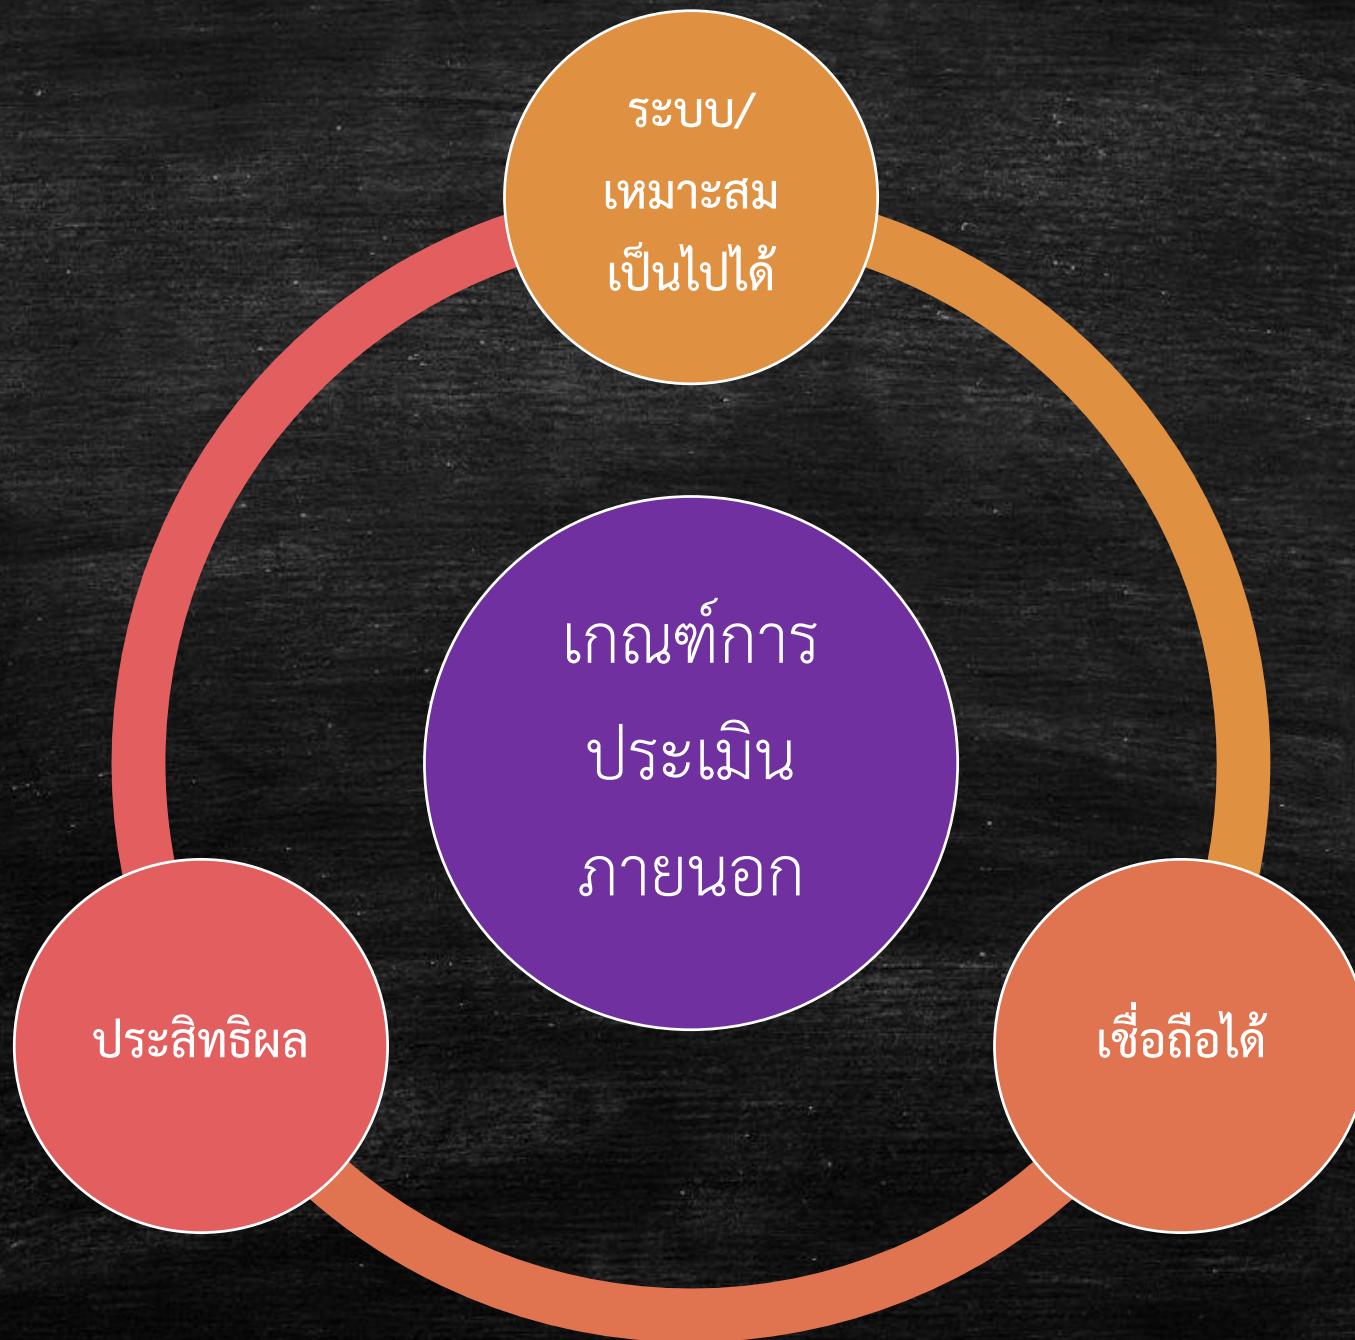 ระบบ/
เหมาะสม
เป็นไปได้
เกณฑ์การ
ประเมิน
ภายนอก
ประสิทธิผล
เชื่อถือได้